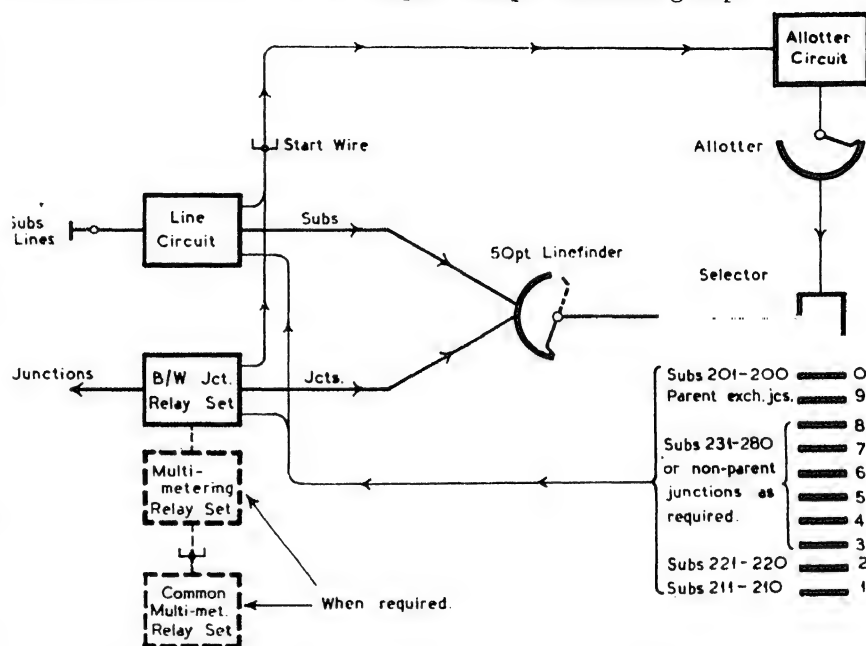 Allotter
Circuit
Start Wire
Allotter
Subs
Lines
Line
Circuit
Subs
50pt Linefinder
Selector
Junctions
B/W Jct.
Relay Set
Jcts.
Multi-
metering
Relay Set
Common
Multi-met.
Relay Set
When required.
Subs 201-200 0
Parent exch. jcs. 9
8
Subs 231-280 7
or non-parent 6
junctions as 5
required. 4
3
Subs 221-220 2
Subs 211-210 1